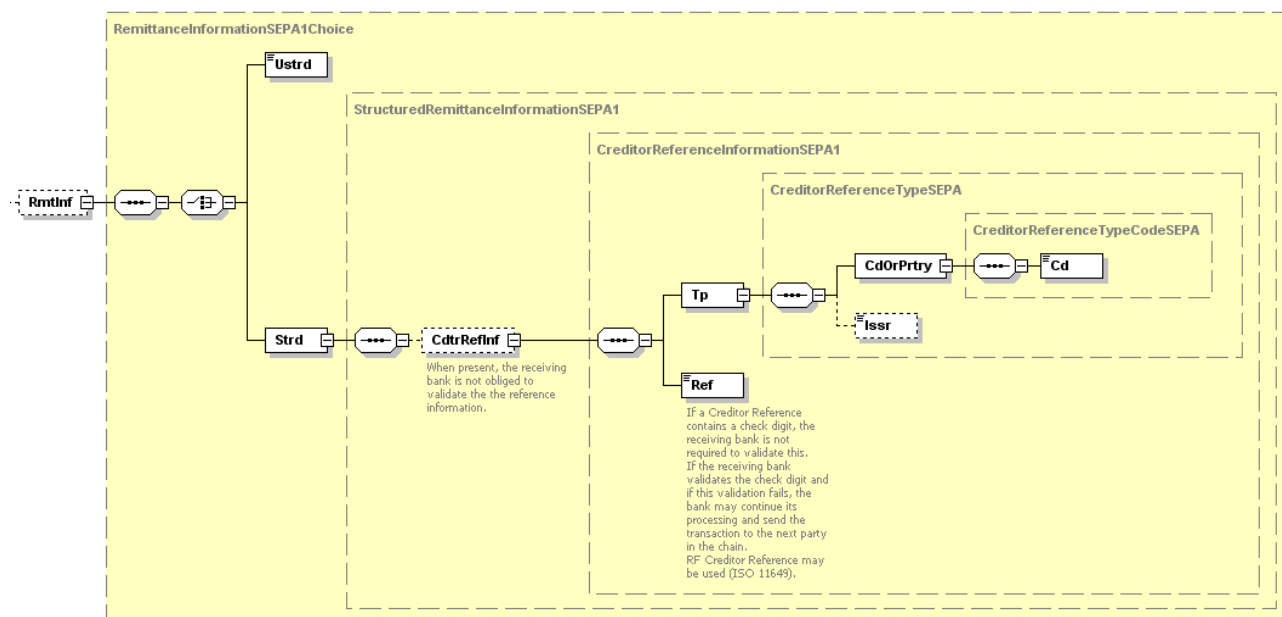 RemittanceInformationSEPA1Choice
Ustrd
StructuredRemittanceInformationSEPA1
CreditorReferenceInformationSEPA1
CreditorReferenceTypeSEPA
RmtInf
CreditorReferenceTypeCodeSEPA
CdOrPrtry
Cd
Tp
Issr
Strd
CdtrRefInf
When present, the receiving
bank is not obliged to
validate the the reference
information.
Ref
If a Creditor Reference
contains a check digit, the
receiving bank is not
required to validate this.
If the receiving bank
validates the check digit and
if this validation fails, the
bank may continue its
processing and send the
transaction to the next party
in the chain.
RF Creditor Reference may
be used (ISO 11649).